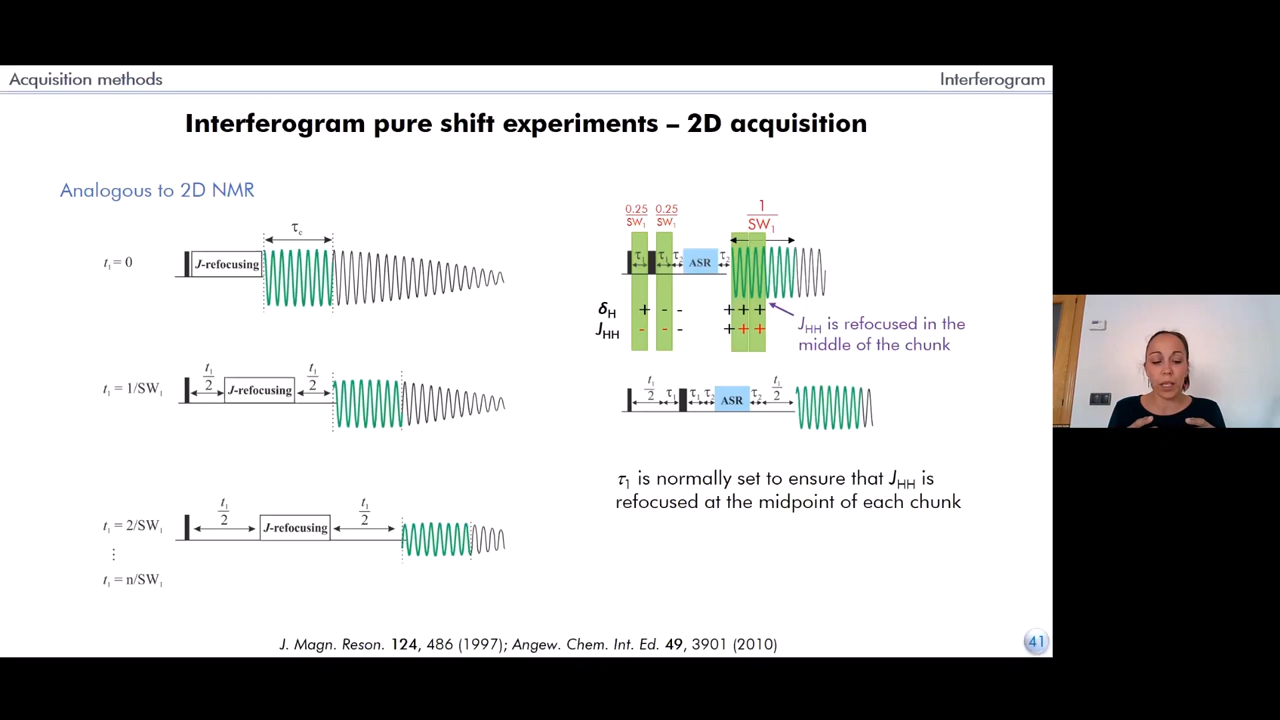 Acquisition methods
Interferogram
Interferogram pure shift experiments – 2D acquisition
Analogous to 2D NMR
τc
t1 = 0
J-refocusing
t1 = 1/SW1
t1/2
J-refocusing
t1/2
t1 = 2/SW1
t1/2
J-refocusing
t1/2
⋮
t1 = n/SW1
0.25/SW1
0.25/SW1
1/SW1
τ1 τ1 τ2 ASR τ2
δH + - - + + +
JHH - - - + + +
JHH is refocused in the
middle of the chunk
t1/2 τ1 τ1 τ2 ASR τ2 t1/2
τ1 is normally set to ensure that JHH is
refocused at the midpoint of each chunk
J. Magn. Reson. 124, 486 (1997); Angew. Chem. Int. Ed. 49, 3901 (2010)
41